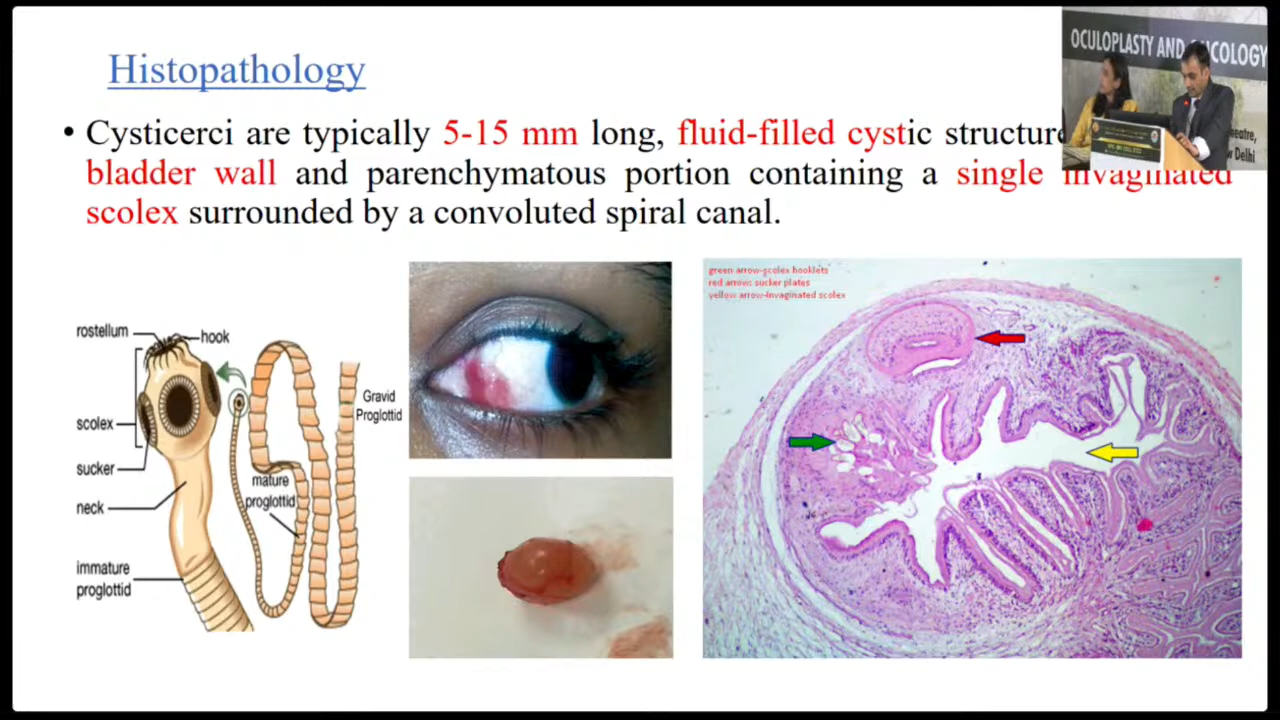 Histopathology
• Cysticerci are typically 5-15 mm long, fluid-filled cystic structure
bladder wall and parenchymatous portion containing a single invaginated
scolex surrounded by a convoluted spiral canal.
OCULOPLASTY AND ONCOLOGY
Delhi
green arrow-scolex hooklets
red arrow: sucker plates
yellow arrow-invaginated scolex
rostellum
hook
scolex
sucker
neck
immature
proglottid
mature
proglottid
Gravid
Proglottid